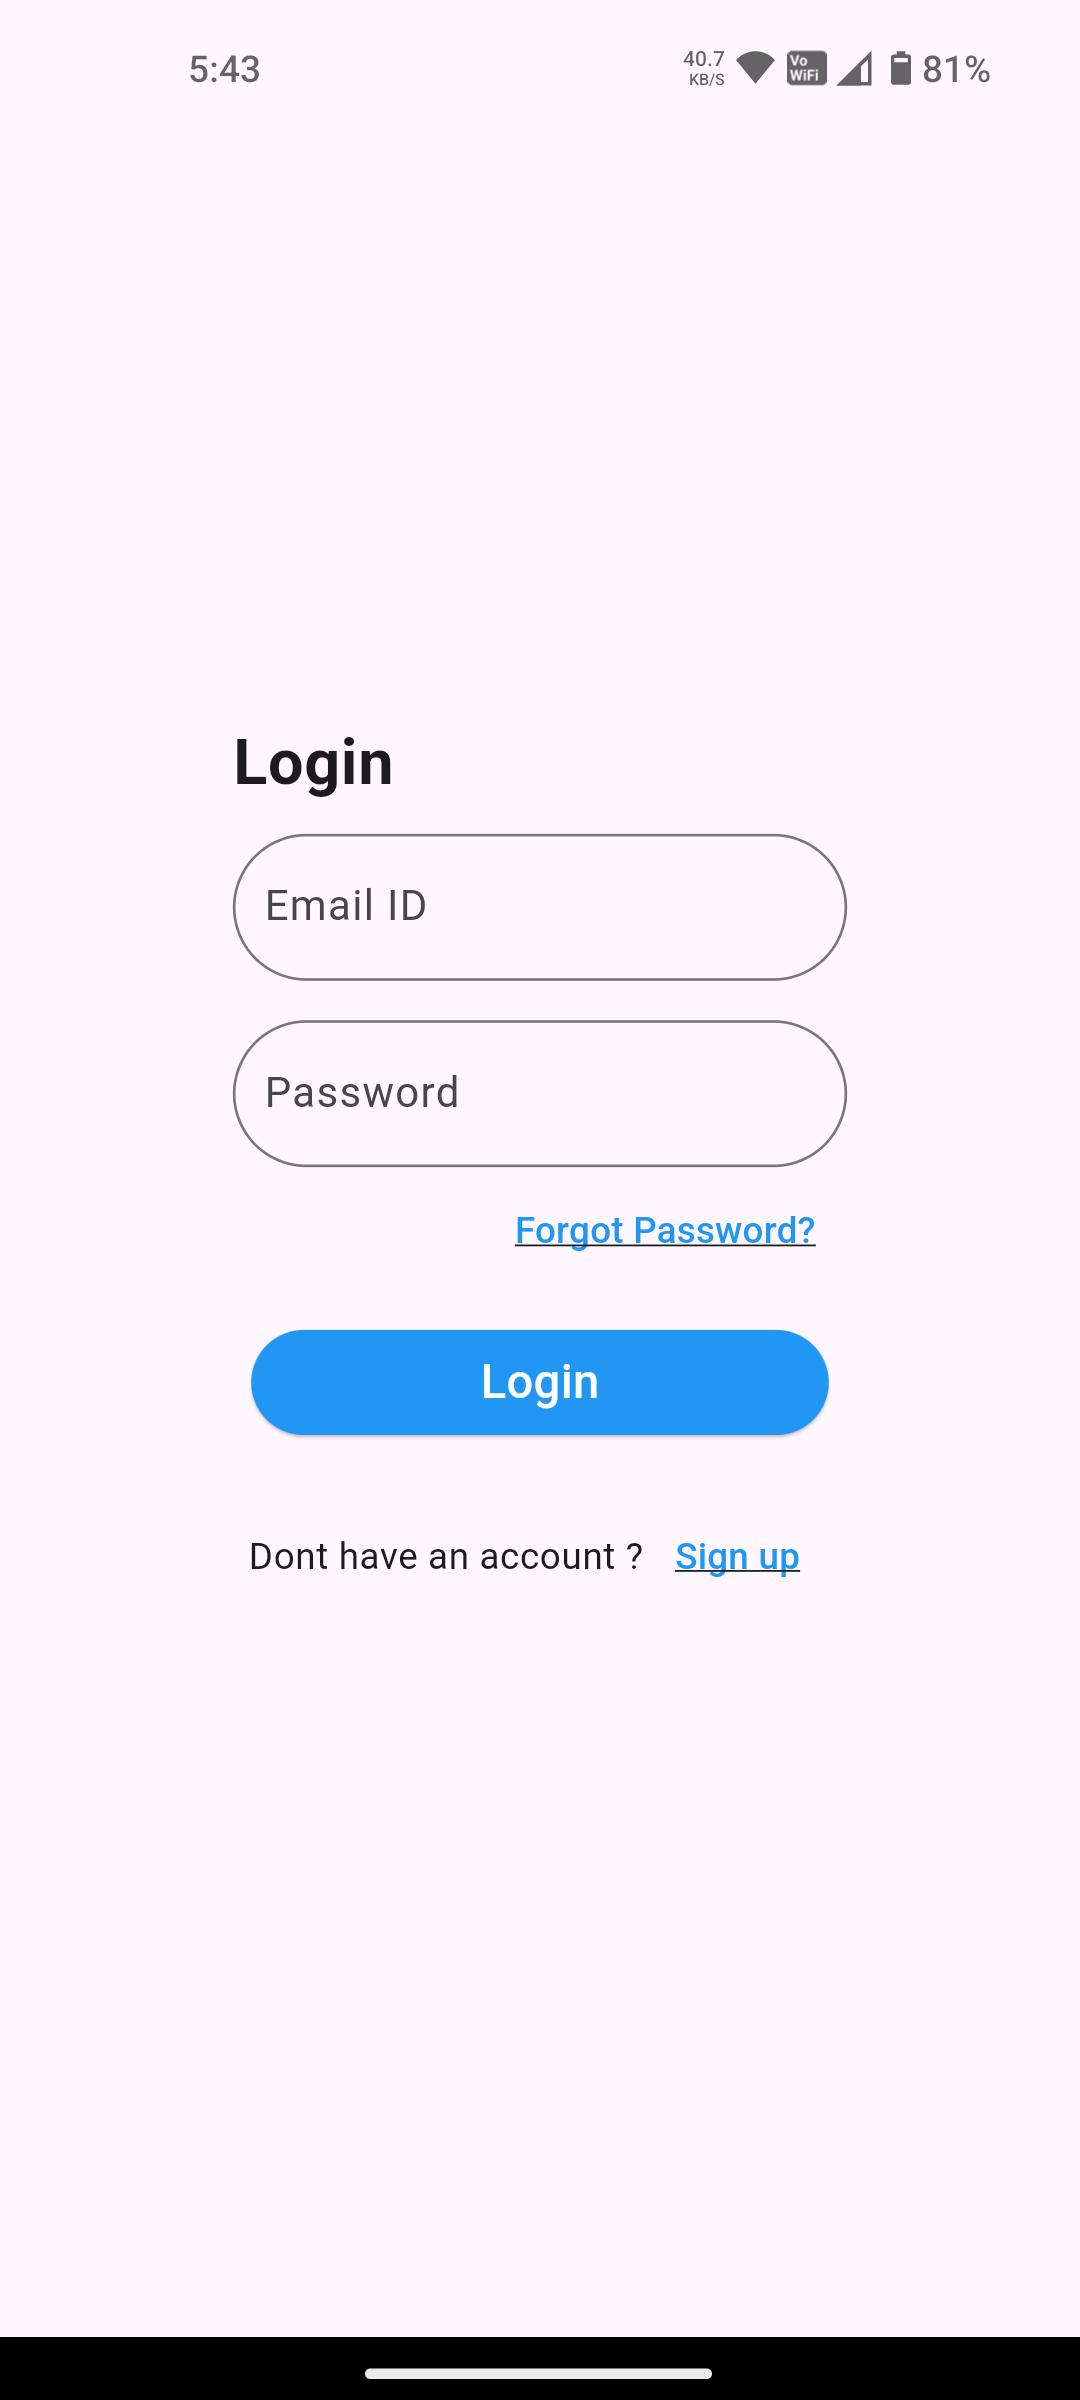 5:43 40.7 KB/S Vo WiFi 81%
Login
Email ID
Password
Forgot Password?
Login
Dont have an account ? Sign up